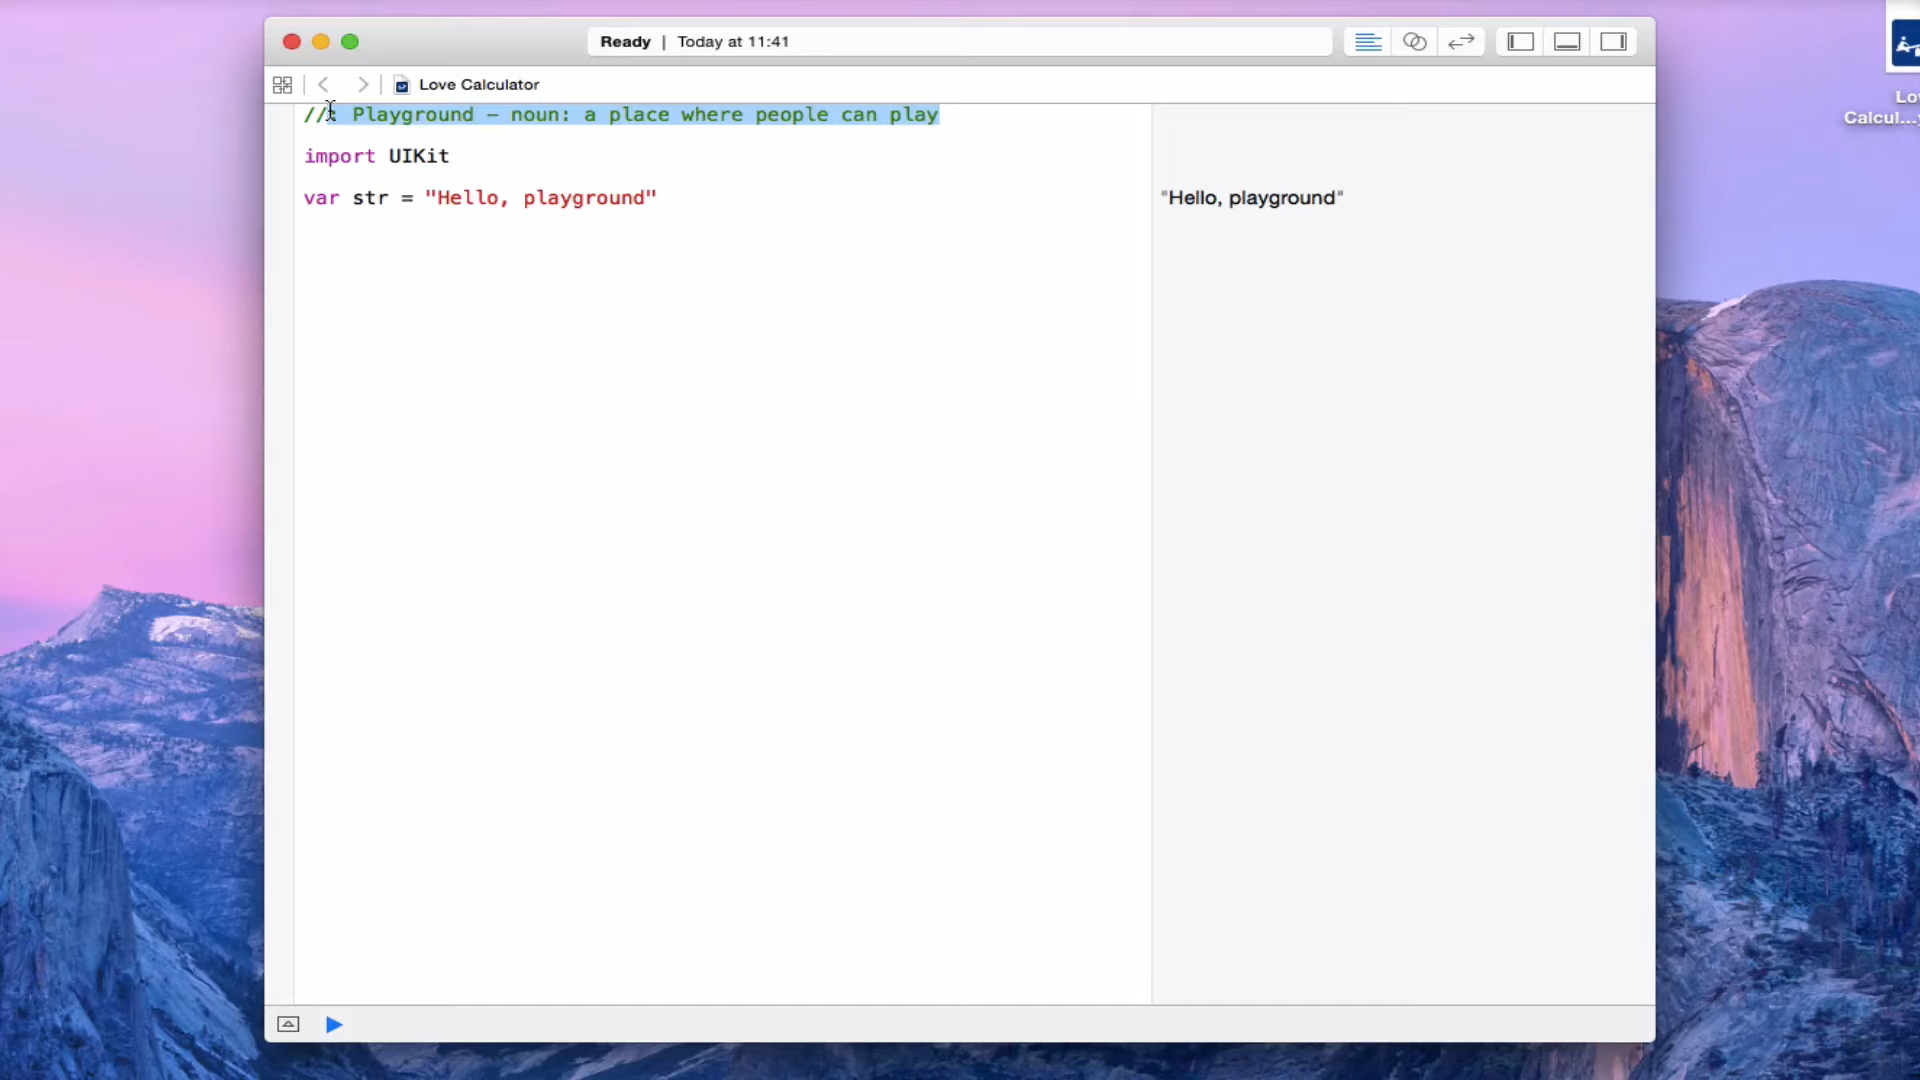 Ready | Today at 11:41
Love Calculator
//: Playground – noun: a place where people can play
import UIKit
var str = "Hello, playground"
"Hello, playground"
Calcul...